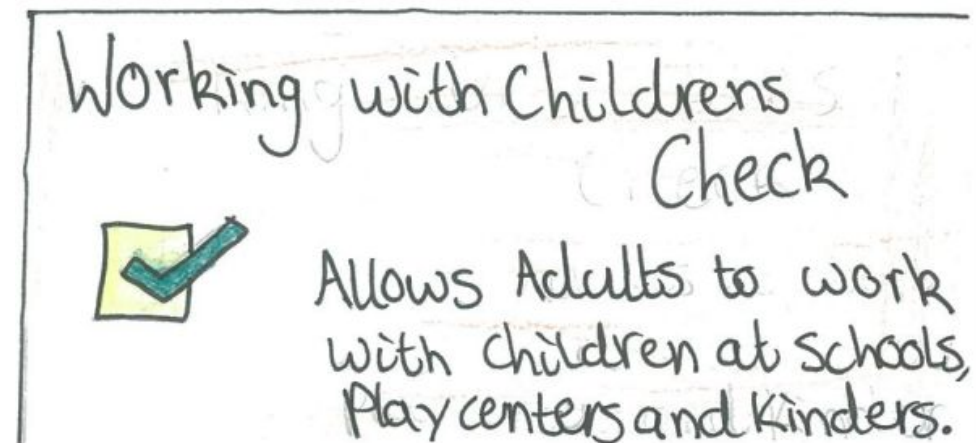 Working with Childrens
Check
Allows Adults to work
with children at schools,
Play centers and Kinders.